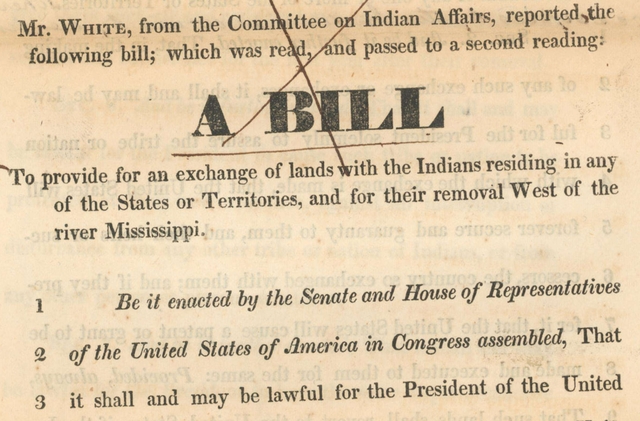 Mr. WHITE, from the Committee on Indian Affairs, reported the
following bill; which was read, and passed to a second reading:
A BILL
To provide for an exchange of lands with the Indians residing in any
of the States or Territories, and for their removal West of the
river Mississippi.
1 Be it enacted by the Senate and House of Representatives
2 of the United States of America in Congress assembled, That
3 it shall and may be lawful for the President of the United